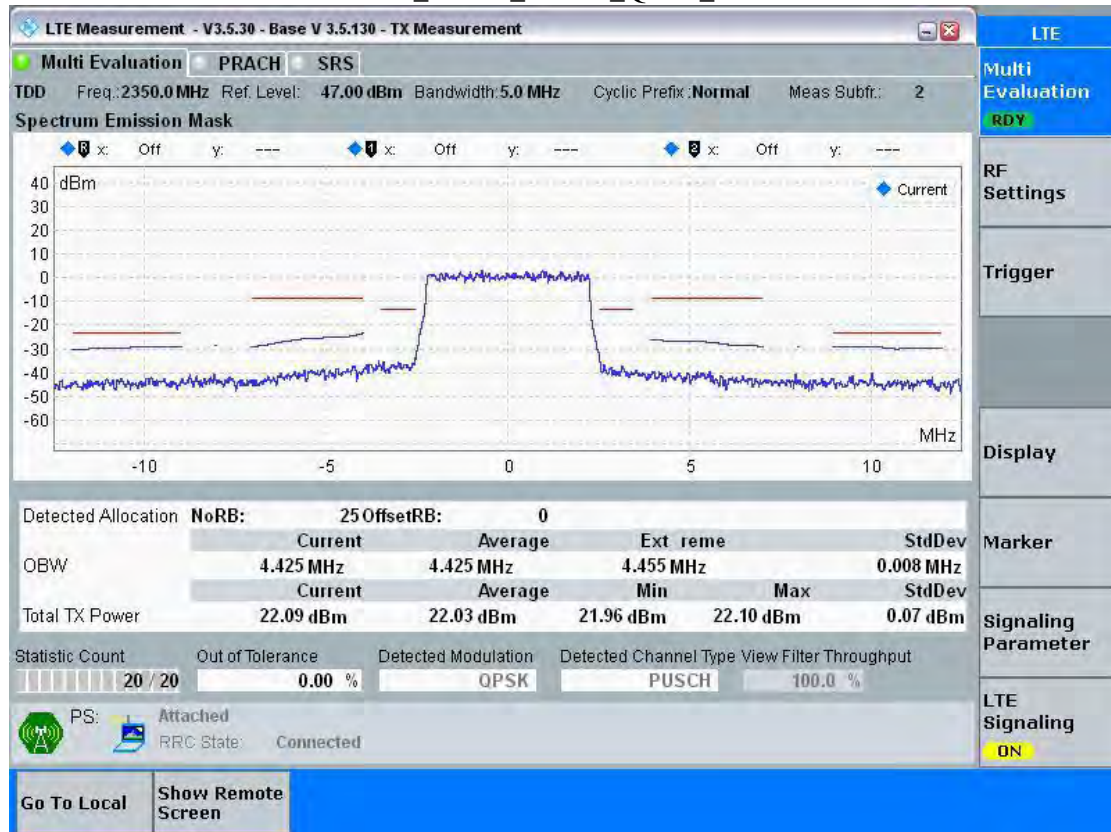 LTE Measurement - V3.5.30 - Base V 3.5.130 - TX Measurement
LTE
Multi Evaluation PRACH SRS
Multi Evaluation
RDY
TDD Freq.:2350.0 MHz Ref. Level: 47.00 dBm Bandwidth:5.0 MHz Cyclic Prefix :Normal Meas Subfr.: 2
Spectrum Emission Mask
R x: Off y: --- 1 x: Off y: --- 2 x: Off y: ---
40 dBm
Current
30
20
10
0
-10
-20
-30
-40
-50
-60
MHz
-10 -5 0 5 10
RF Settings
Trigger
Display
Marker
Signaling Parameter
LTE Signaling
ON
Detected Allocation NoRB: 25 OffsetRB: 0
Current Average Ext reme StdDev
OBW 4.425 MHz 4.425 MHz 4.455 MHz 0.008 MHz
Current Average Min Max StdDev
Total TX Power 22.09 dBm 22.03 dBm 21.96 dBm 22.10 dBm 0.07 dBm
Statistic Count Out of Tolerance Detected Modulation Detected Channel Type View Filter Throughput
20 / 20 0.00 % QPSK PUSCH 100.0 %
PS: Attached
RRC State: Connected
Go To Local Show Remote Screen